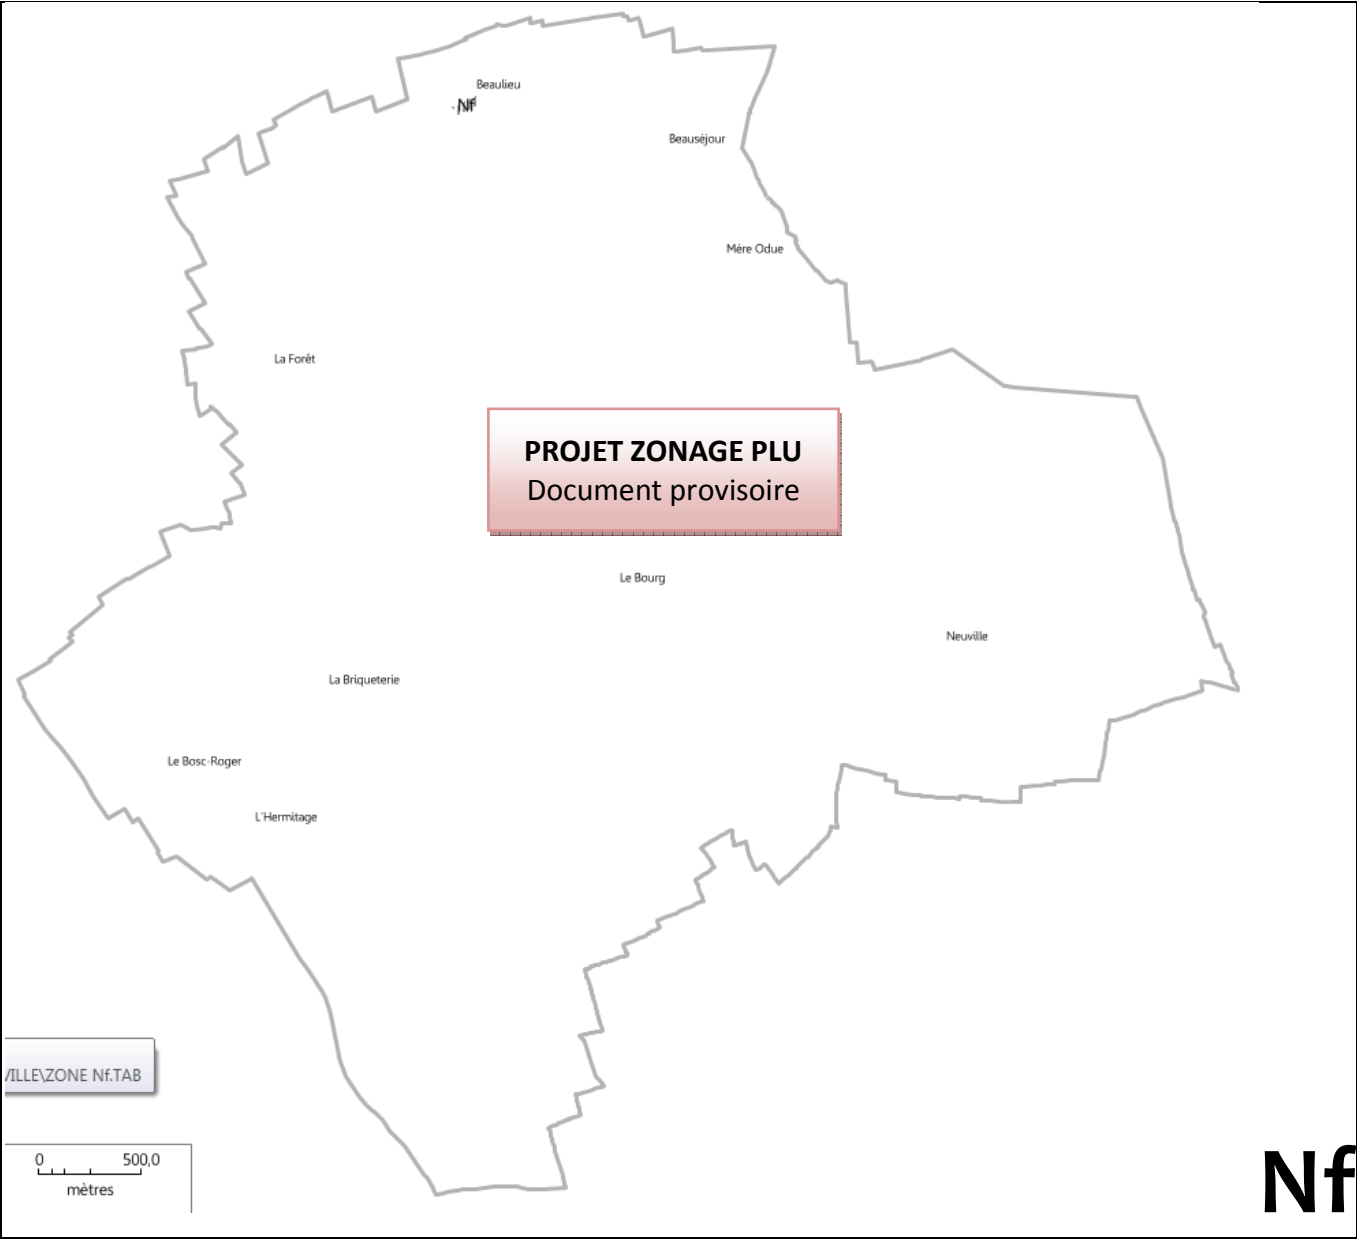 Beaulieu
Nf
Beauséjour
Mère Odue
La Forêt
PROJET ZONAGE PLU
Document provisoire
Le Bourg
Neuville
La Briqueterie
Le Bosc-Roger
L'Hermitage
VILLE\ZONE Nf.TAB
0 500,0
mètres
Nf